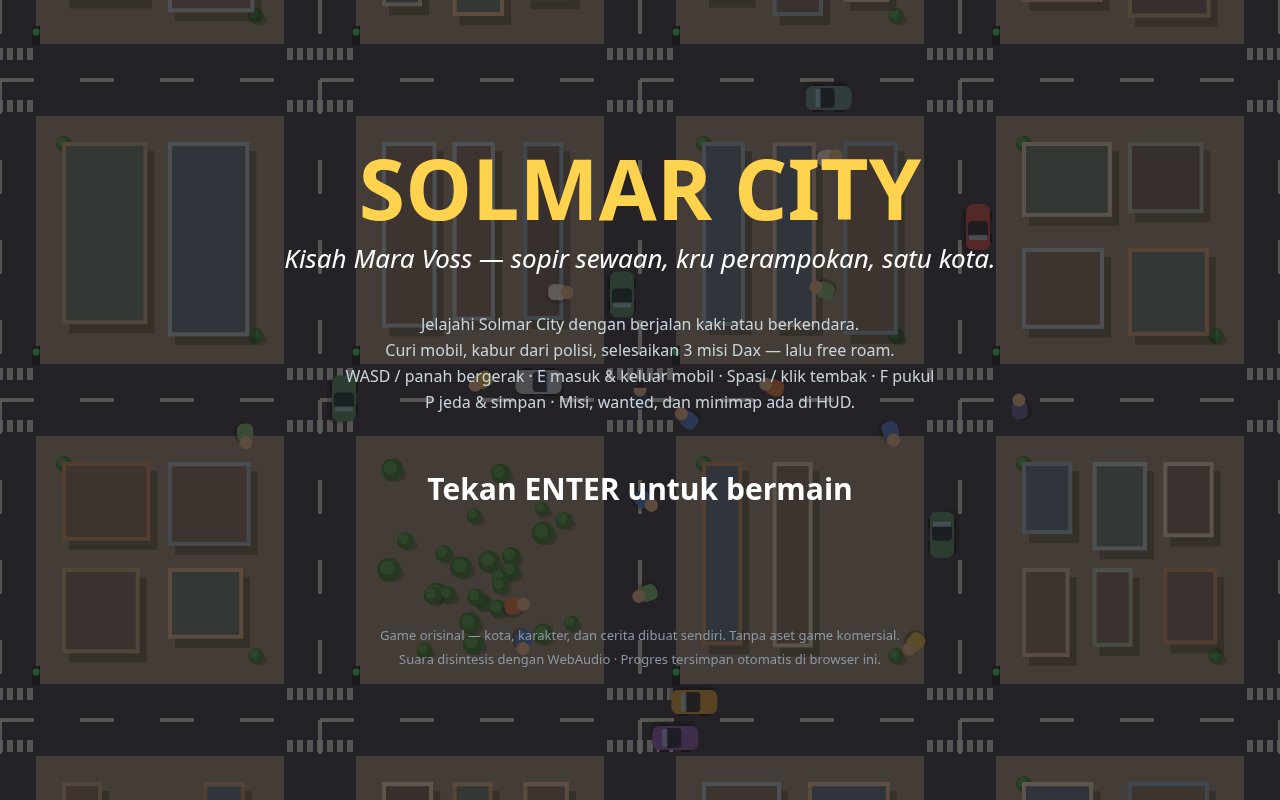 SOLMAR CITY
Kisah Mara Voss — sopir sewaan, kru perampokan, satu kota.
Jelajahi Solmar City dengan berjalan kaki atau berkendara.
Curi mobil, kabur dari polisi, selesaikan 3 misi Dax — lalu free roam.
WASD / panah bergerak · E masuk & keluar mobil · Spasi / klik tembak · F pukul
P jeda & simpan · Misi, wanted, dan minimap ada di HUD.
Tekan ENTER untuk bermain
Game orisinal — kota, karakter, dan cerita dibuat sendiri. Tanpa aset game komersial.
Suara disintesis dengan WebAudio · Progres tersimpan otomatis di browser ini.